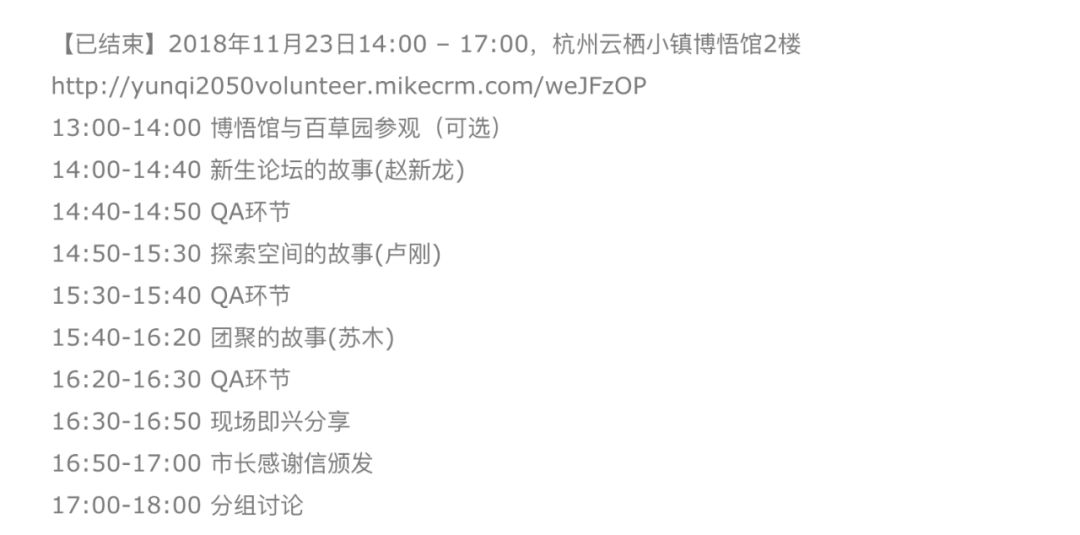 【已结束】2018年11月23日14:00 – 17:00，杭州云栖小镇博悟馆2楼
http://yunqi2050volunteer.mikecrm.com/weJFzOP
13:00-14:00 博悟馆与百草园参观（可选）
14:00-14:40 新生论坛的故事(赵新龙)
14:40-14:50 QA环节
14:50-15:30 探索空间的故事(卢刚)
15:30-15:40 QA环节
15:40-16:20 团聚的故事(苏木)
16:20-16:30 QA环节
16:30-16:50 现场即兴分享
16:50-17:00 市长感谢信颁发
17:00-18:00 分组讨论